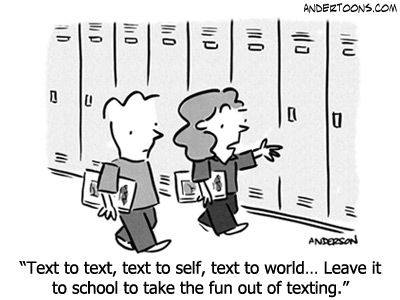 ANDERTOONS.COM
ANDERSON
“Text to text, text to self, text to world... Leave it
to school to take the fun out of texting.”